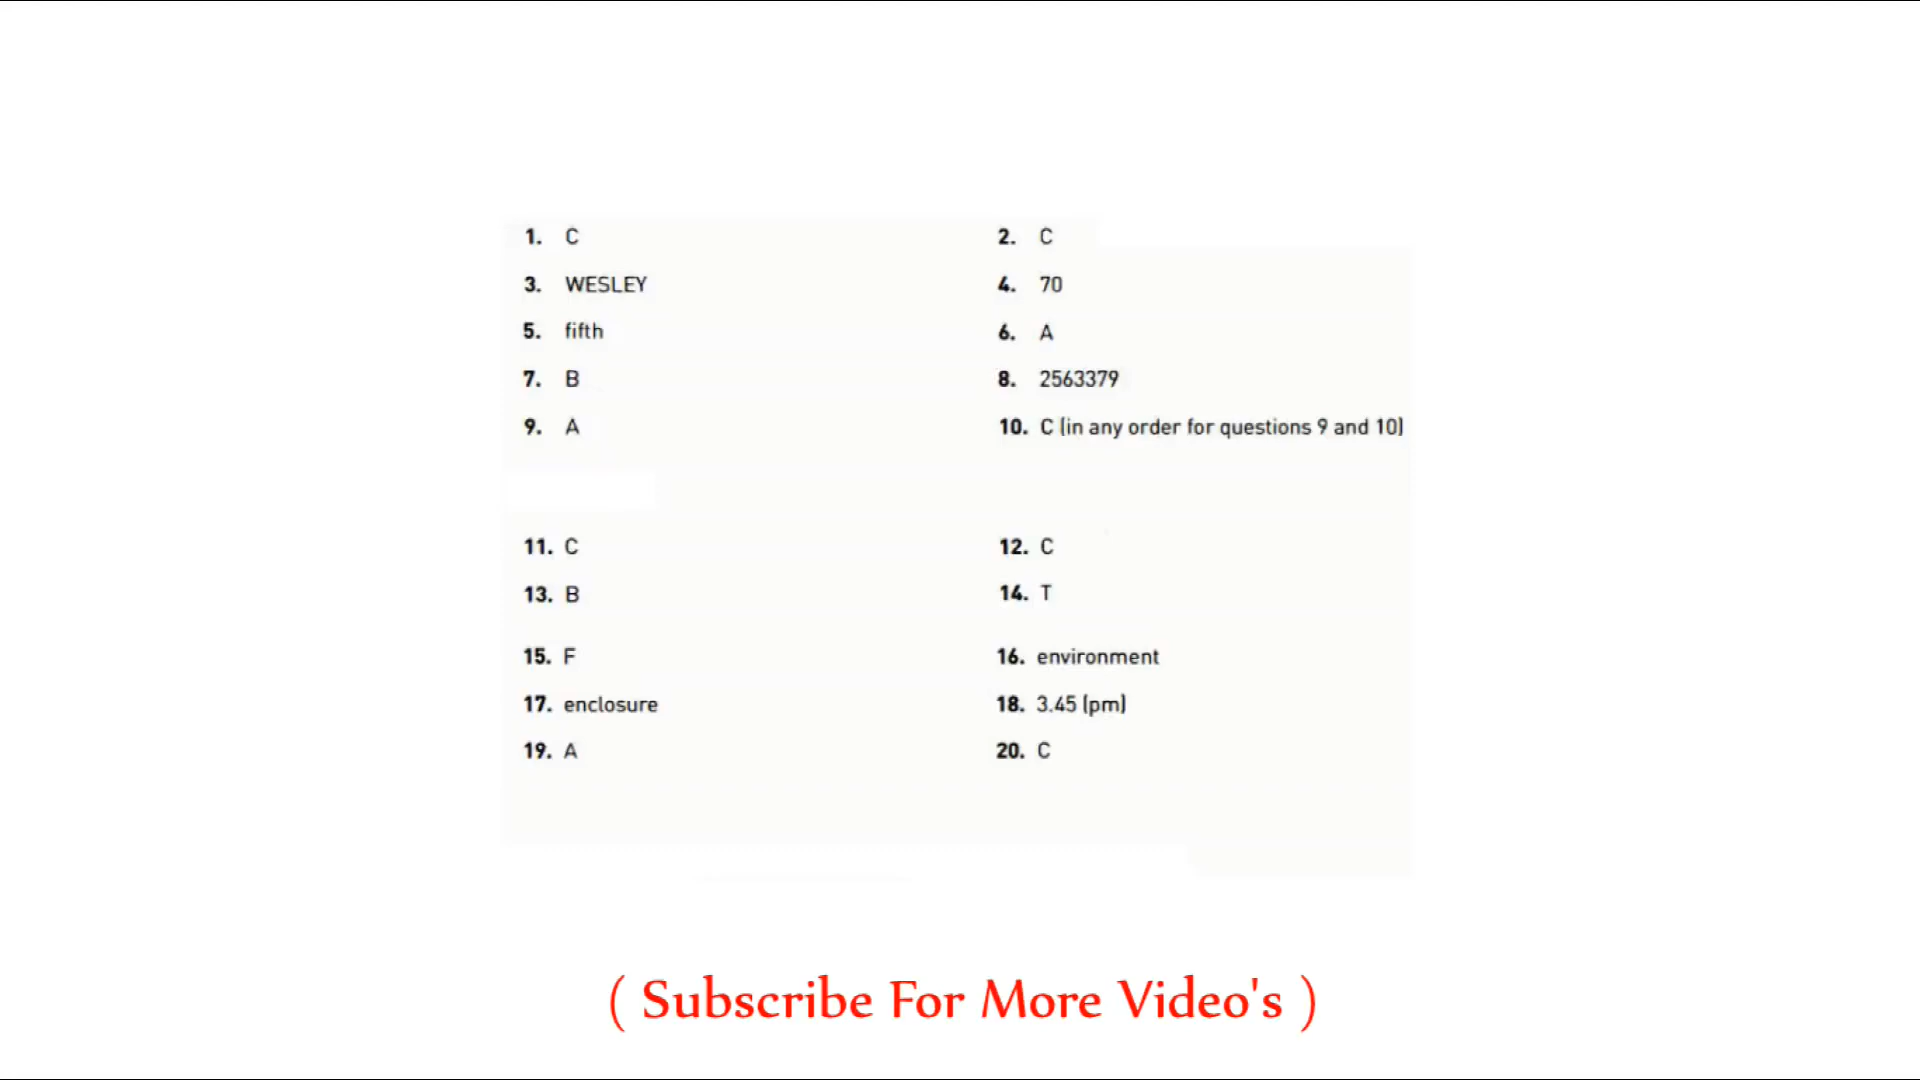 1. C 2. C
3. WESLEY 4. 70
5. fifth 6. A
7. B 8. 2563379
9. A 10. C (in any order for questions 9 and 10)
11. C 12. C
13. B 14. T
15. F 16. environment
17. enclosure 18. 3.45 (pm)
19. A 20. C
( Subscribe For More Video's )